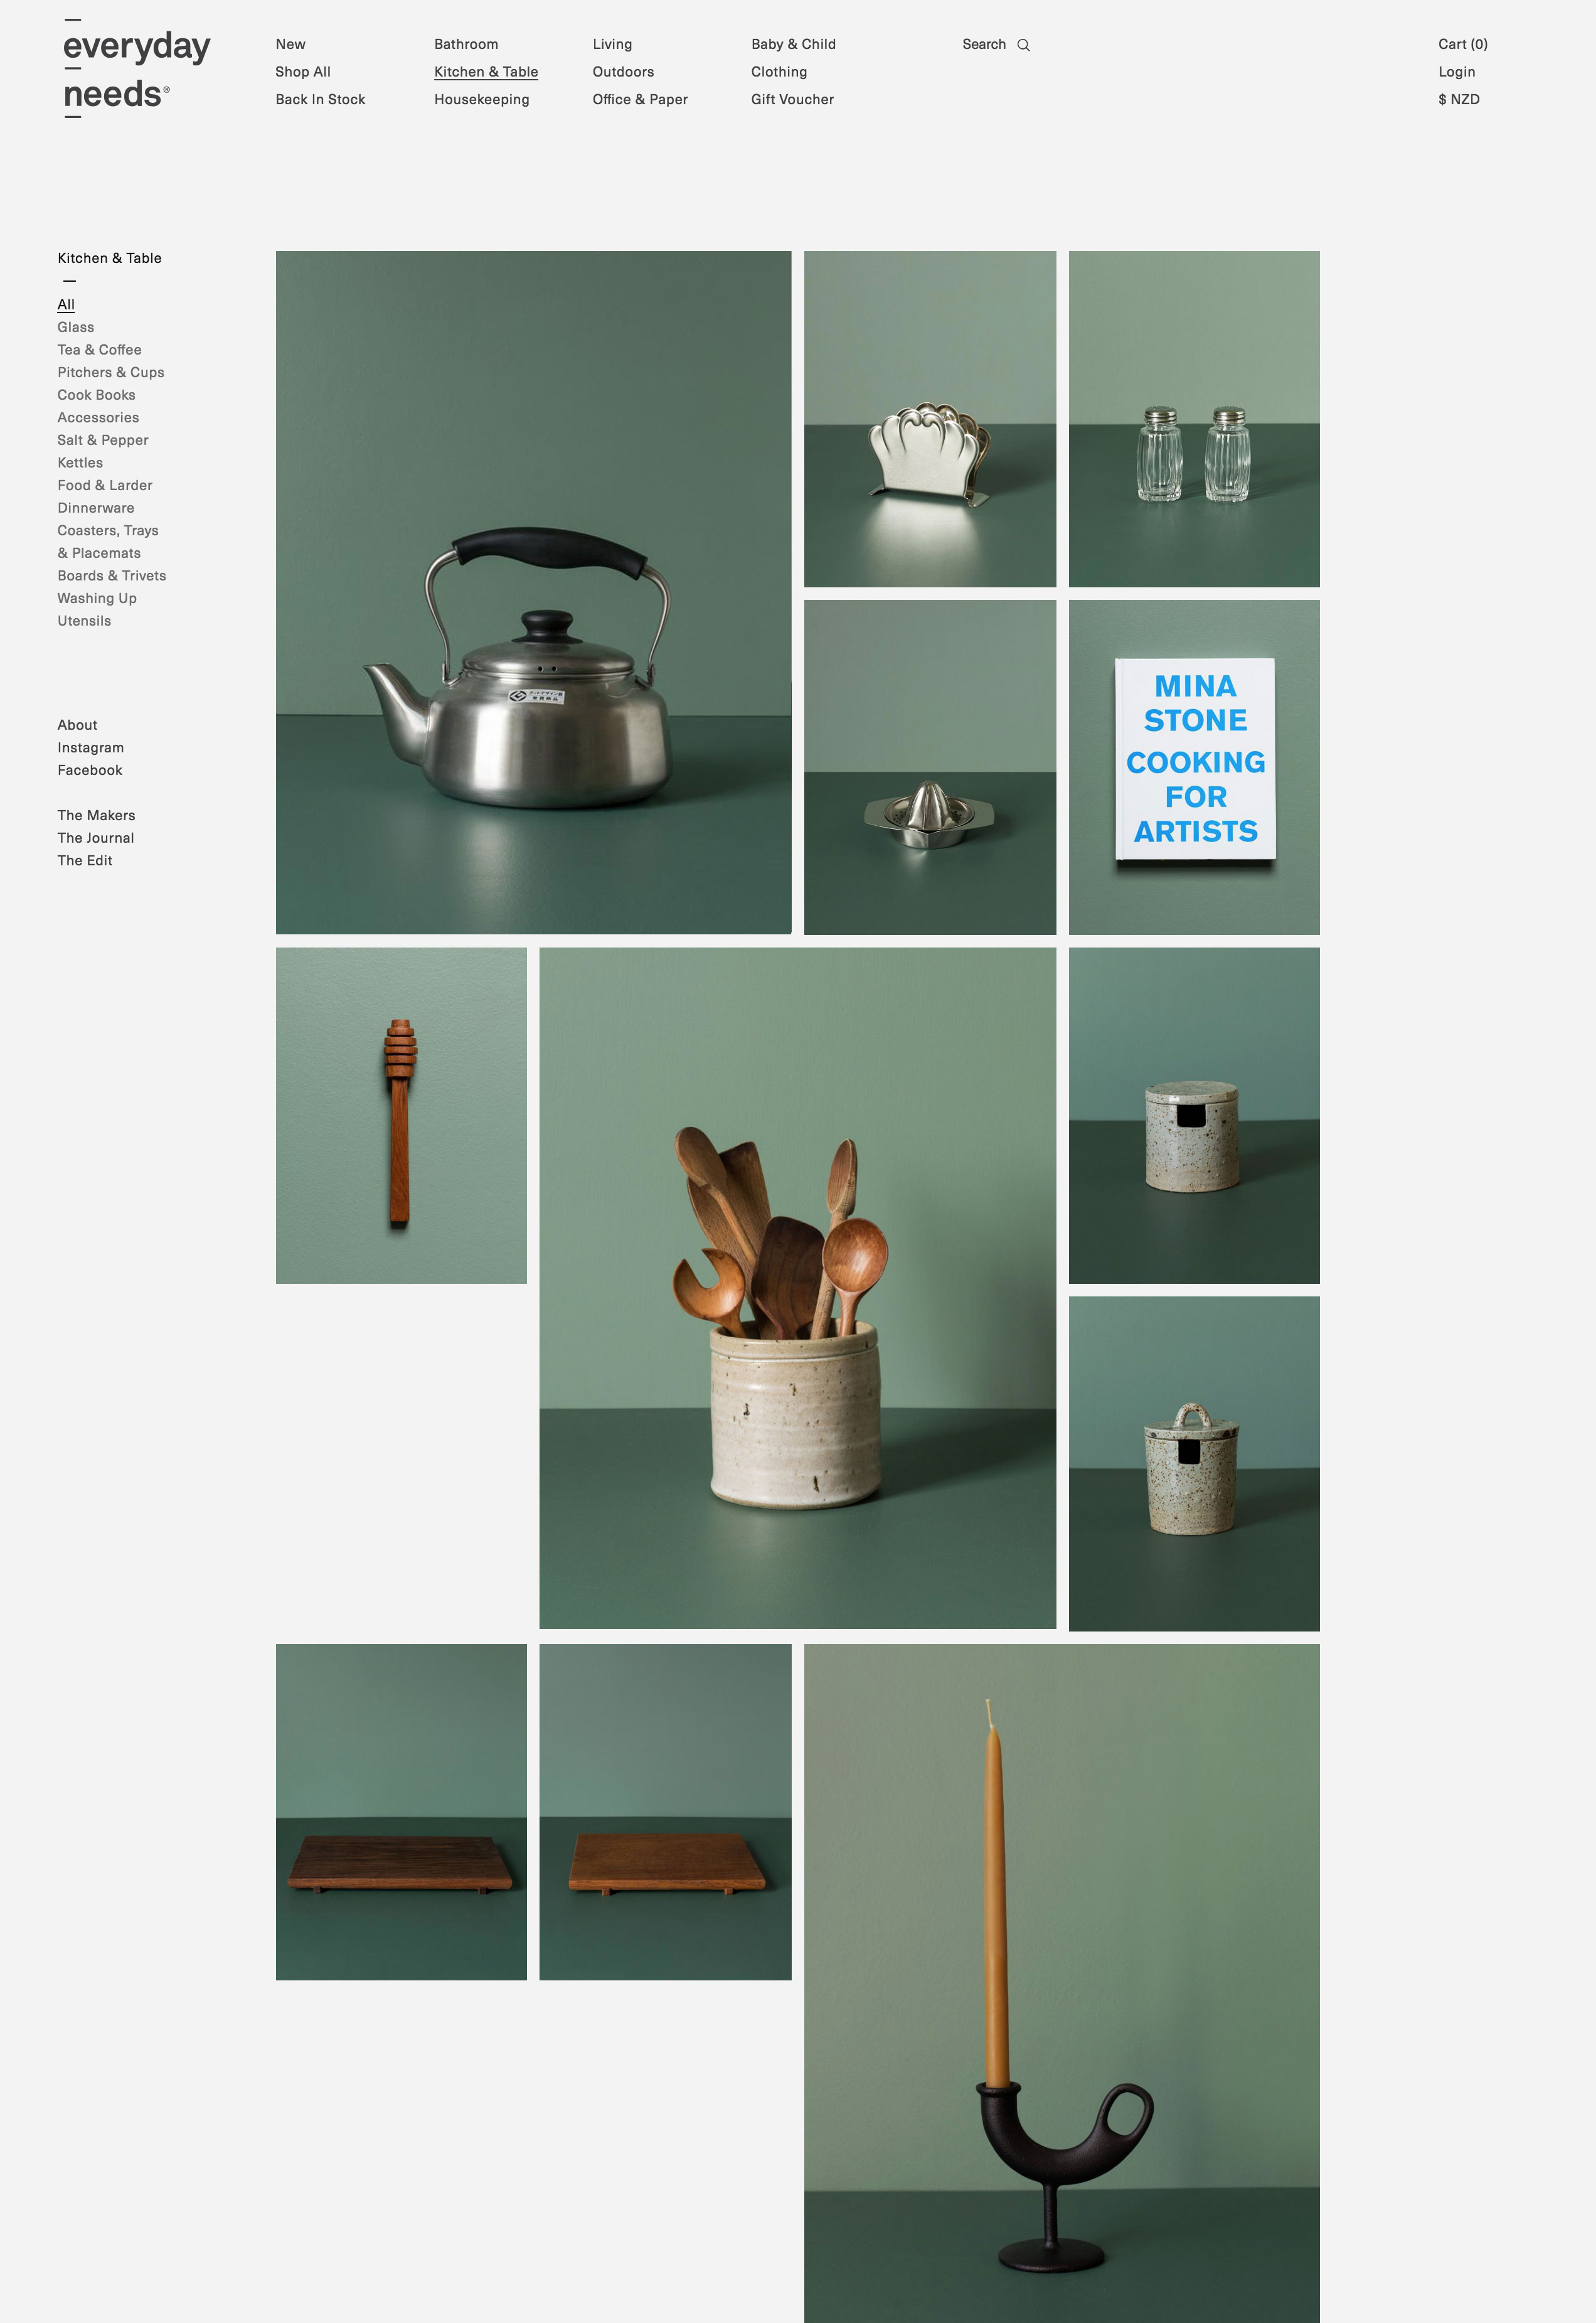 everyday
needs®
New
Shop All
Back In Stock
Bathroom
Kitchen & Table
Housekeeping
Living
Outdoors
Office & Paper
Baby & Child
Clothing
Gift Voucher
Search
Cart (0)
Login
$ NZD
Kitchen & Table
All
Glass
Tea & Coffee
Pitchers & Cups
Cook Books
Accessories
Salt & Pepper
Kettles
Food & Larder
Dinnerware
Coasters, Trays
& Placemats
Boards & Trivets
Washing Up
Utensils
About
Instagram
Facebook
The Makers
The Journal
The Edit
MINA
STONE
COOKING
FOR
ARTISTS